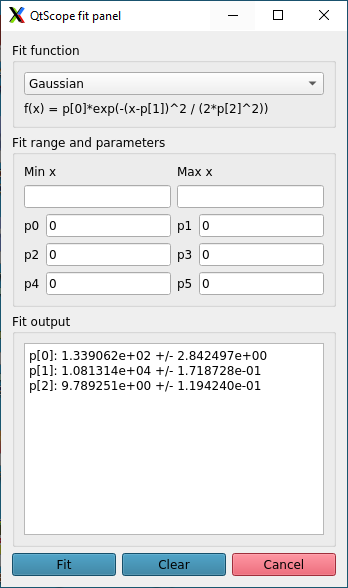 QtScope fit panel
Fit function
Gaussian
f(x) = p[0]*exp(-(x-p[1])^2 / (2*p[2]^2))
Fit range and parameters
Min x Max x
p0 0 p1 0
p2 0 p3 0
p4 0 p5 0
Fit output
p[0]: 1.339062e+02 +/- 2.842497e+00
p[1]: 1.081314e+04 +/- 1.718728e-01
p[2]: 9.789251e+00 +/- 1.194240e-01
Fit Clear Cancel